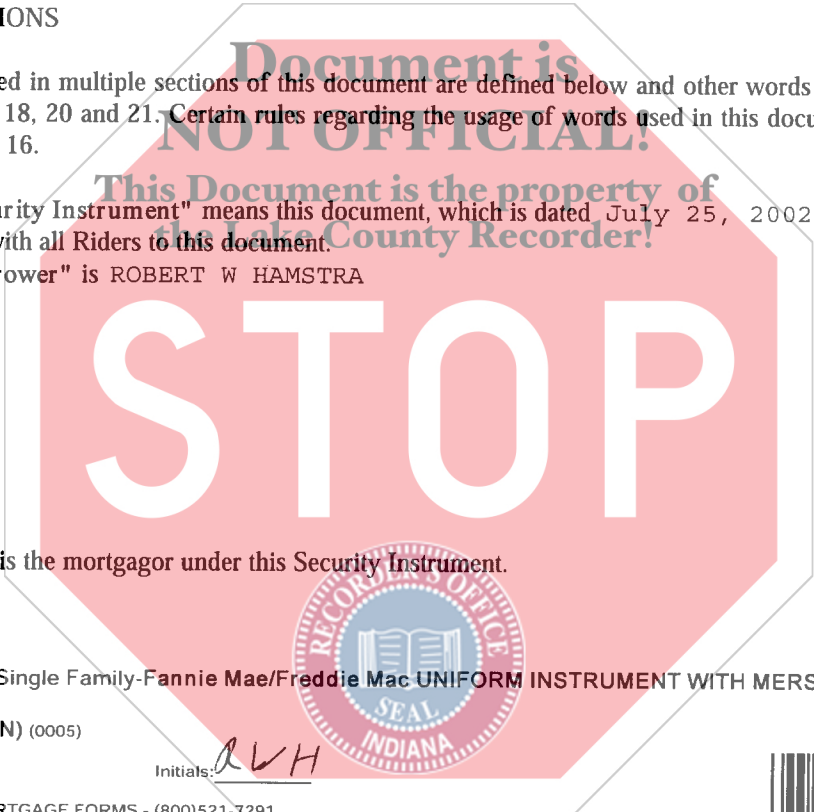 IONS
Document is
ed in multiple sections of this document are defined below and other words
18, 20 and 21. Certain rules regarding the usage of words used in this docu
NOT OFFICIAL!
16.
This Document is the property of
rity Instrument" means this document, which is dated July 25, 2002
the Lake County Recorder!
with all Riders to this document.
ower" is ROBERT W HAMSTRA
STOP
is the mortgagor under this Security Instrument.
RECORDER'S OFFICE
SEAL
INDIANA
Single Family-Fannie Mae/Freddie Mac UNIFORM INSTRUMENT WITH MERS
N) (0005)
Initials: RWH
RTGAGE FORMS - (800)521-7291